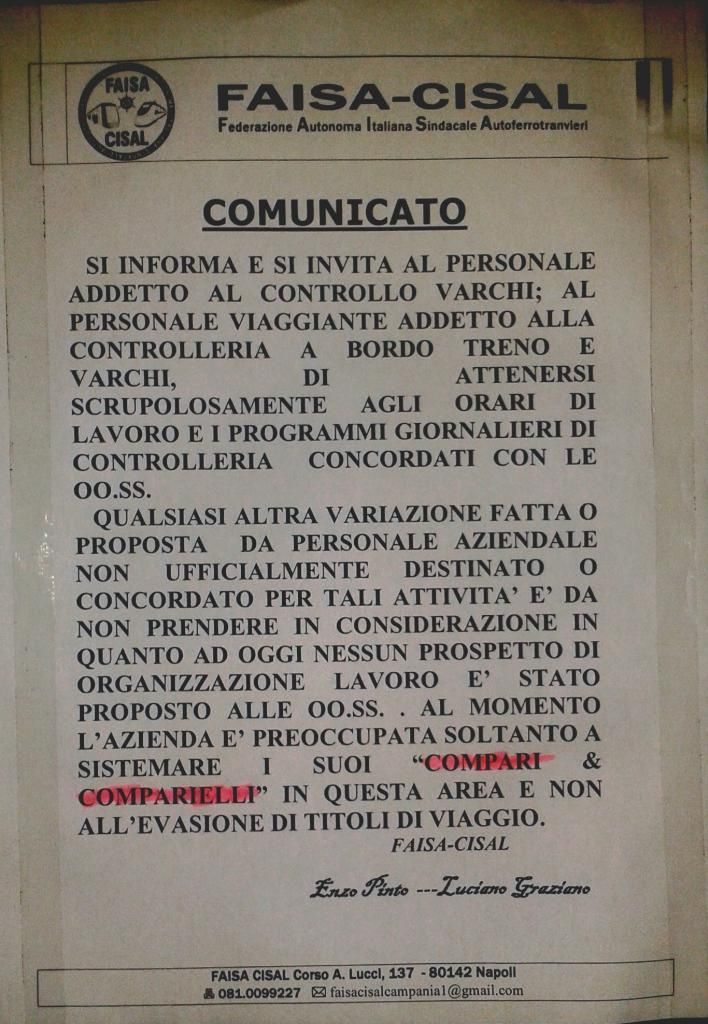 FAISA
CISAL
FAISA-CISAL
Federazione Autonoma Italiana Sindacale Autoferrotranvieri
COMUNICATO
SI INFORMA E SI INVITA AL PERSONALE
ADDETTO AL CONTROLLO VARCHI; AL
PERSONALE VIAGGIANTE ADDETTO ALLA
CONTROLLERIA A BORDO TRENO E
VARCHI, DI ATTENERSI
SCRUPOLOSAMENTE AGLI ORARI DI
LAVORO E I PROGRAMMI GIORNALIERI DI
CONTROLLERIA CONCORDATI CON LE
OO.SS.
QUALSIASI ALTRA VARIAZIONE FATTA O
PROPOSTA DA PERSONALE AZIENDALE
NON UFFICIALMENTE DESTINATO O
CONCORDATO PER TALI ATTIVITA' E' DA
NON PRENDERE IN CONSIDERAZIONE IN
QUANTO AD OGGI NESSUN PROSPETTO DI
ORGANIZZAZIONE LAVORO E' STATO
PROPOSTO ALLE OO.SS. . AL MOMENTO
L'AZIENDA E' PREOCCUPATA SOLTANTO A
SISTEMARE I SUOI “COMPARI &
COMPARIELLI” IN QUESTA AREA E NON
ALL'EVASIONE DI TITOLI DI VIAGGIO.
FAISA-CISAL
Enzo Pinto ---Luciano Graziano
FAISA CISAL Corso A. Lucci, 137 - 80142 Napoli
081.0099227 faisacisalcampania1@gmail.com